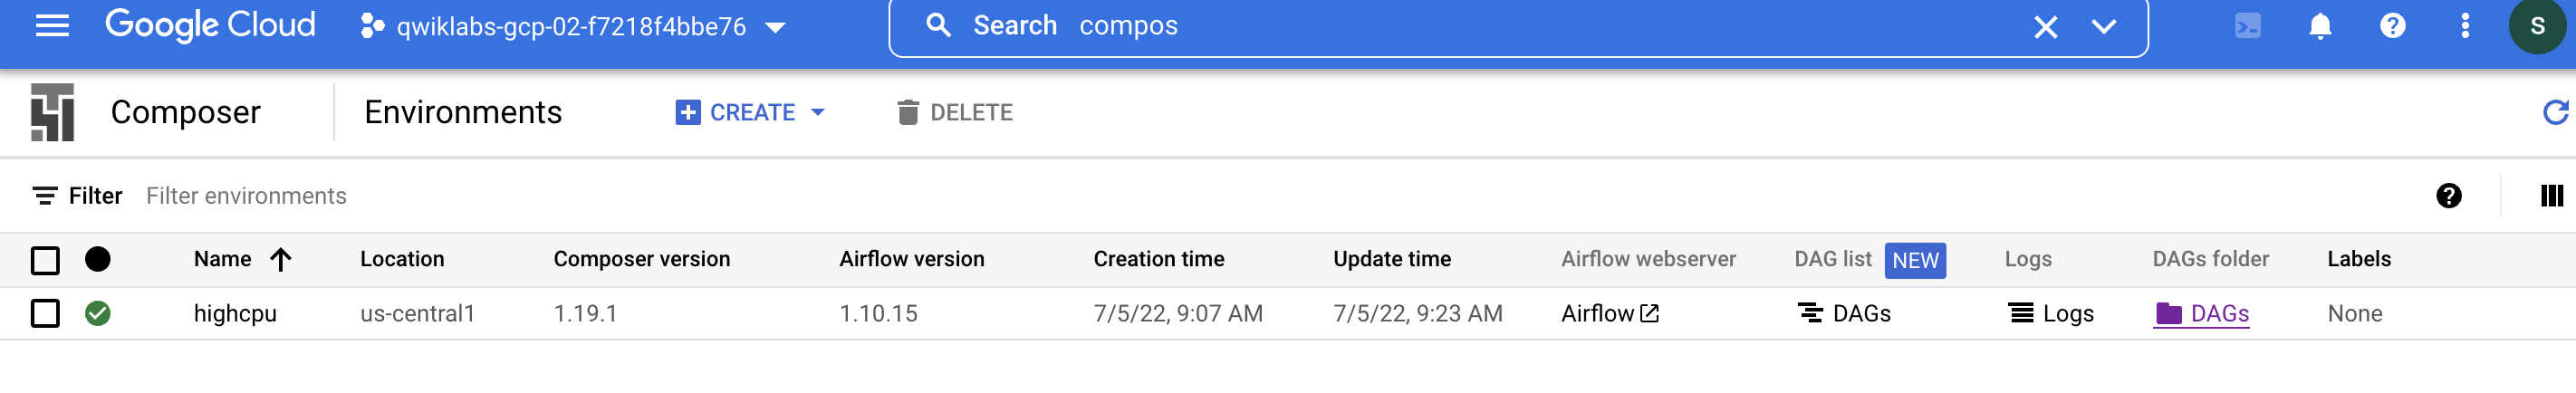 Google Cloud qwiklabs-gcp-02-f7218f4bbe76 Search compos S
Composer Environments CREATE DELETE
Filter Filter environments
Name Location Composer version Airflow version Creation time Update time Airflow webserver DAG list NEW Logs DAGs folder Labels
highcpu us-central1 1.19.1 1.10.15 7/5/22, 9:07 AM 7/5/22, 9:23 AM Airflow DAGs Logs DAGs None